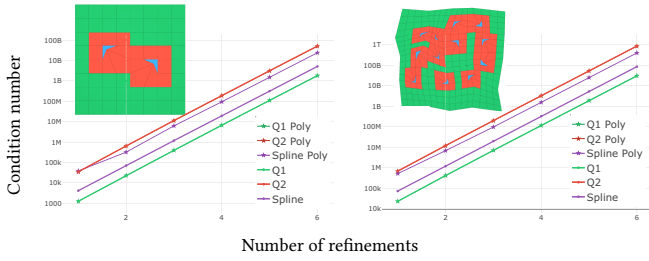 Condition number
100B
10B
1B
100M
10M
1M
100k
10k
1000
2
4
6
Q1 Poly
Q2 Poly
Spline Poly
Q1
Q2
Spline
1T
100B
10B
1B
100M
10M
1M
100k
10k
2
4
6
Q1 Poly
Q2 Poly
Spline Poly
Q1
Q2
Spline
Number of refinements